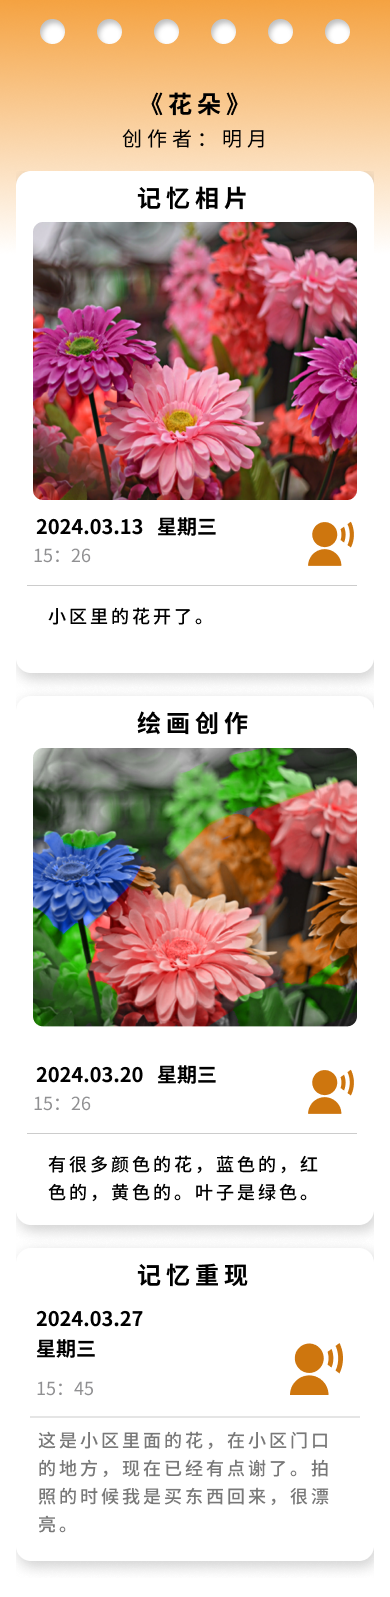 《花朵》
创作者：明月
记忆相片
2024.03.13 星期三
15：26
小区里的花开了。
绘画创作
2024.03.20 星期三
15：26
有很多颜色的花，蓝色的，红
色的，黄色的。叶子是绿色。
记忆重现
2024.03.27
星期三
15：45
这是小区里面的花，在小区门口
的地方，现在已经有点谢了。拍
照的时候我是买东西回来，很漂
亮。